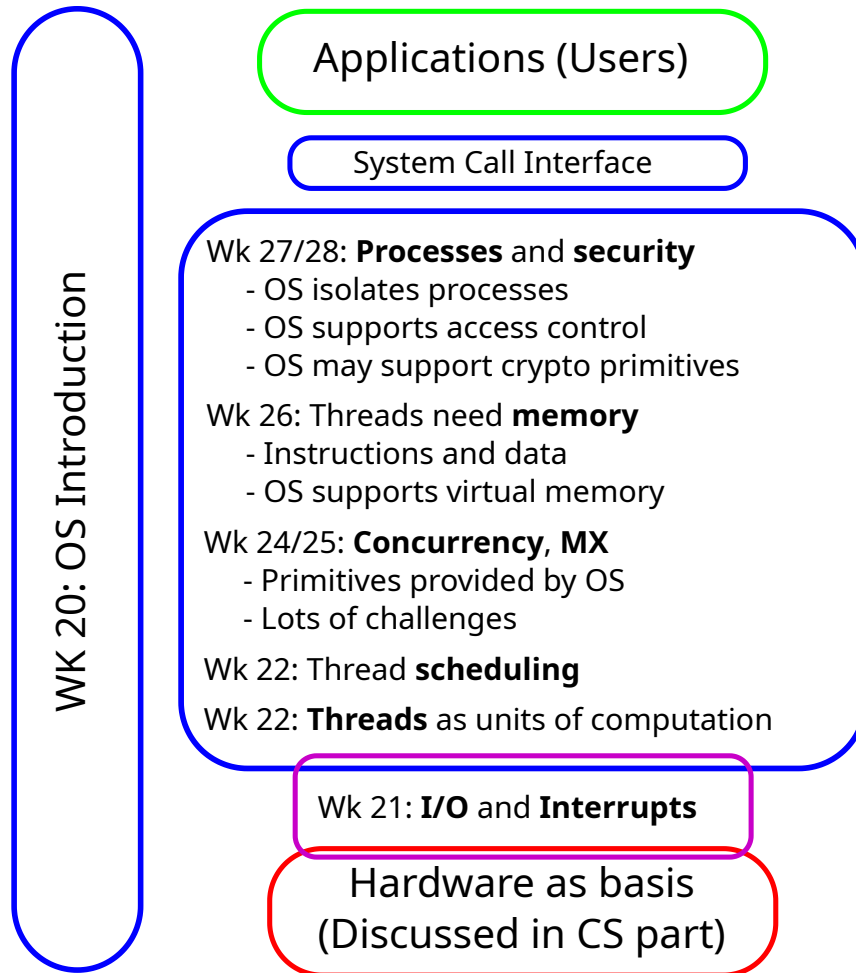 WK 20: OS Introduction
Applications (Users)
System Call Interface
Wk 27/28: Processes and security
- OS isolates processes
- OS supports access control
- OS may support crypto primitives
Wk 26: Threads need memory
- Instructions and data
- OS supports virtual memory
Wk 24/25: Concurrency, MX
- Primitives provided by OS
- Lots of challenges
Wk 22: Thread scheduling
Wk 22: Threads as units of computation
Wk 21: I/O and Interrupts
Hardware as basis
(Discussed in CS part)